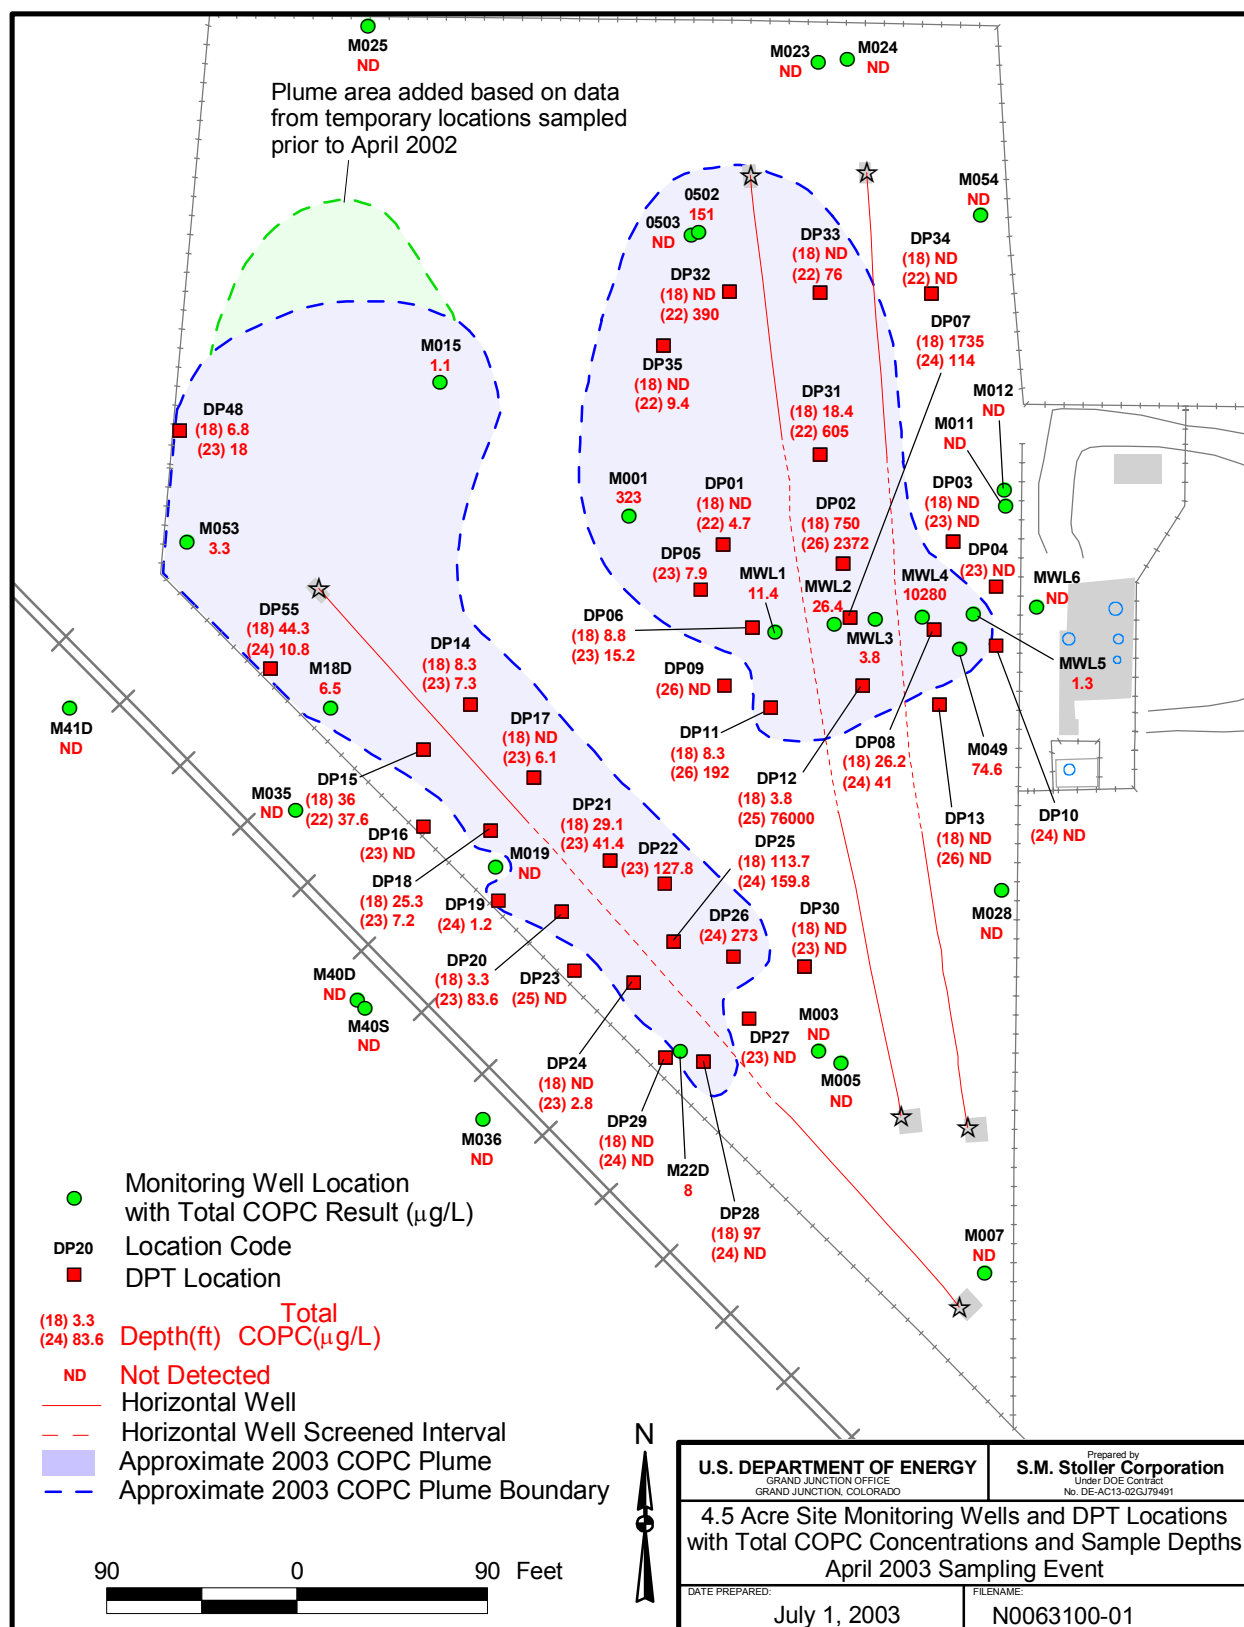 M025
ND
M023
ND
M024
ND
Plume area added based on data
from temporary locations sampled
prior to April 2002
M054
ND
0502
151
0503
ND
DP33
(18) ND
(22) 76
DP34
(18) ND
(22) ND
DP32
(18) ND
(22) 390
DP07
(18) 1735
(24) 114
M015
1.1
DP35
(18) ND
(22) 9.4
DP31
(18) 18.4
(22) 605
M012
ND
M011
ND
DP48
(18) 6.8
(23) 18
M001
323
DP01
(18) ND
(22) 4.7
DP02
(18) 750
(26) 2372
DP03
(18) ND
(23) ND
M053
3.3
DP05
(23) 7.9
DP04
(23) ND
MWL1
11.4
MWL2
26.4
MWL4
10280
MWL6
ND
DP55
(18) 44.3
(24) 10.8
DP06
(18) 8.8
(23) 15.2
MWL3
3.8
DP14
(18) 8.3
(23) 7.3
M18D
6.5
DP09
(26) ND
MWL5
1.3
M41D
ND
DP17
(18) ND
(23) 6.1
DP11
(18) 8.3
(26) 192
DP08
(18) 26.2
(24) 41
M049
74.6
DP15
(18) 36
(22) 37.6
DP12
(18) 3.8
(25) 76000
M035
ND
DP21
(18) 29.1
(23) 41.4
DP13
(18) ND
(26) ND
DP10
(24) ND
DP16
(23) ND
DP22
(23) 127.8
DP25
(18) 113.7
(24) 159.8
M019
ND
DP18
(18) 25.3
(23) 7.2
DP19
(24) 1.2
DP26
(24) 273
DP30
(18) ND
(23) ND
M028
ND
DP20
(18) 3.3
(23) 83.6
DP23
(25) ND
M40D
ND
M40S
ND
DP27
(23) ND
M003
ND
M005
ND
DP24
(18) ND
(23) 2.8
DP29
(18) ND
(24) ND
M036
ND
M22D
8
DP28
(18) 97
(24) ND
M007
ND
Monitoring Well Location
with Total COPC Result (µg/L)
DP20 Location Code
DPT Location
(18) 3.3 Total
(24) 83.6 Depth(ft) COPC(µg/L)
ND Not Detected
Horizontal Well
Horizontal Well Screened Interval
Approximate 2003 COPC Plume
Approximate 2003 COPC Plume Boundary
90 0 90 Feet
N
U.S. DEPARTMENT OF ENERGY
GRAND JUNCTION OFFICE
GRAND JUNCTION, COLORADO
Prepared by
S.M. Stoller Corporation
Under DOE Contract
No. DE-AC13-02GJ79491
4.5 Acre Site Monitoring Wells and DPT Locations
with Total COPC Concentrations and Sample Depths
April 2003 Sampling Event
DATE PREPARED:
July 1, 2003
FILENAME:
N0063100-01